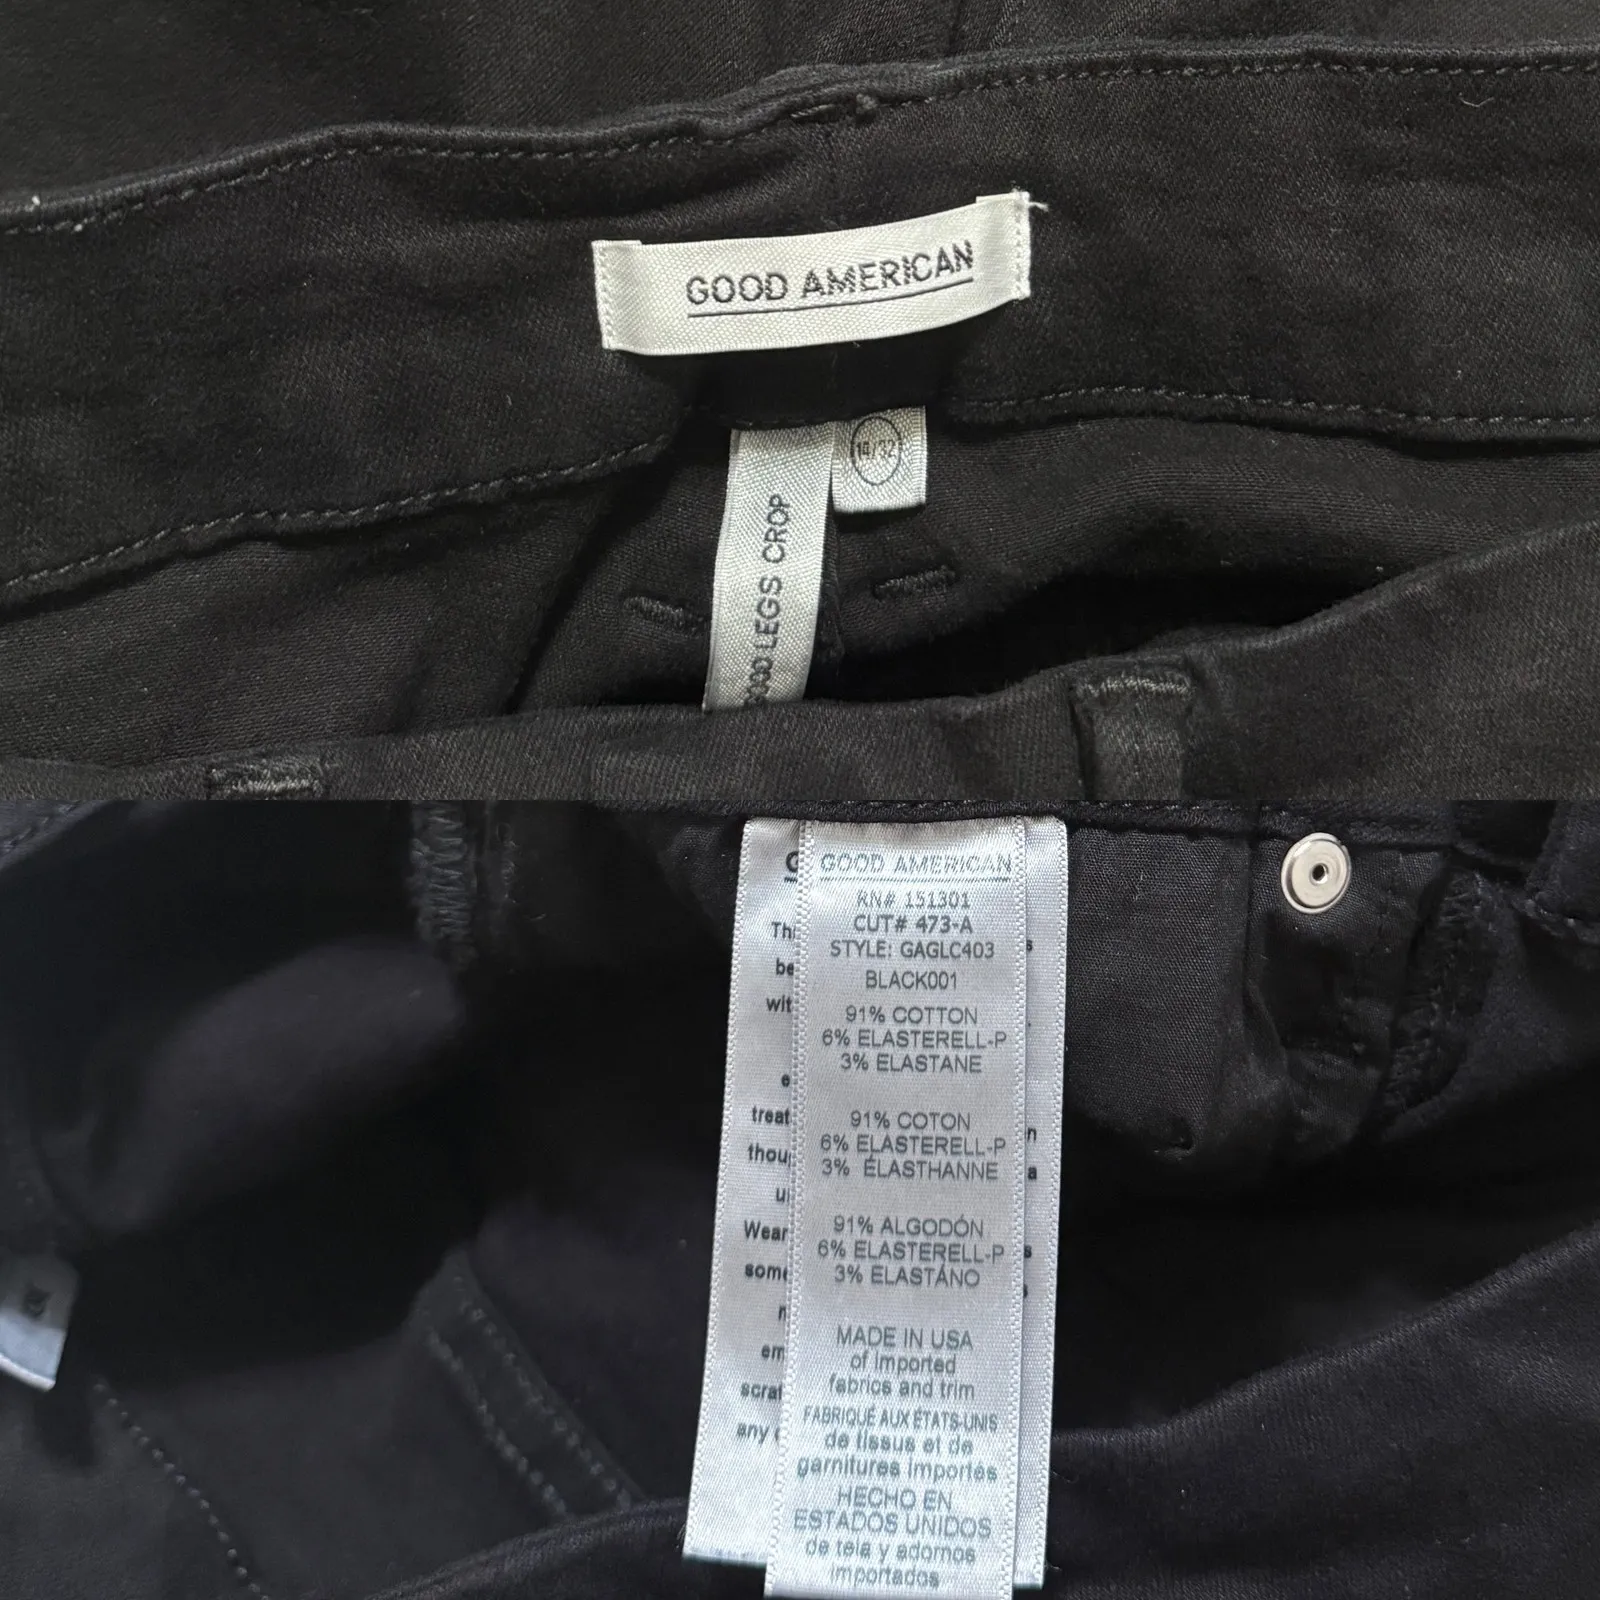 GOOD AMERICAN
14/32
LEGS CROP
GOOD AMERICAN
RN# 151301
CUT# 473-A
STYLE: GAGLC403
BLACK001
91% COTTON
6% ELASTERELL-P
3% ELASTANE
91% COTON
6% ELASTERELL-P
3% ÉLASTHANNE
91% ALGODÓN
6% ELASTERELL-P
3% ELASTÁNO
MADE IN USA
of imported
fabrics and trim
FABRIQUÉ AUX ÉTATS-UNIS
de tissus et de
garnitures importés
HECHO EN
ESTADOS UNIDOS
de tela y adornos
importados